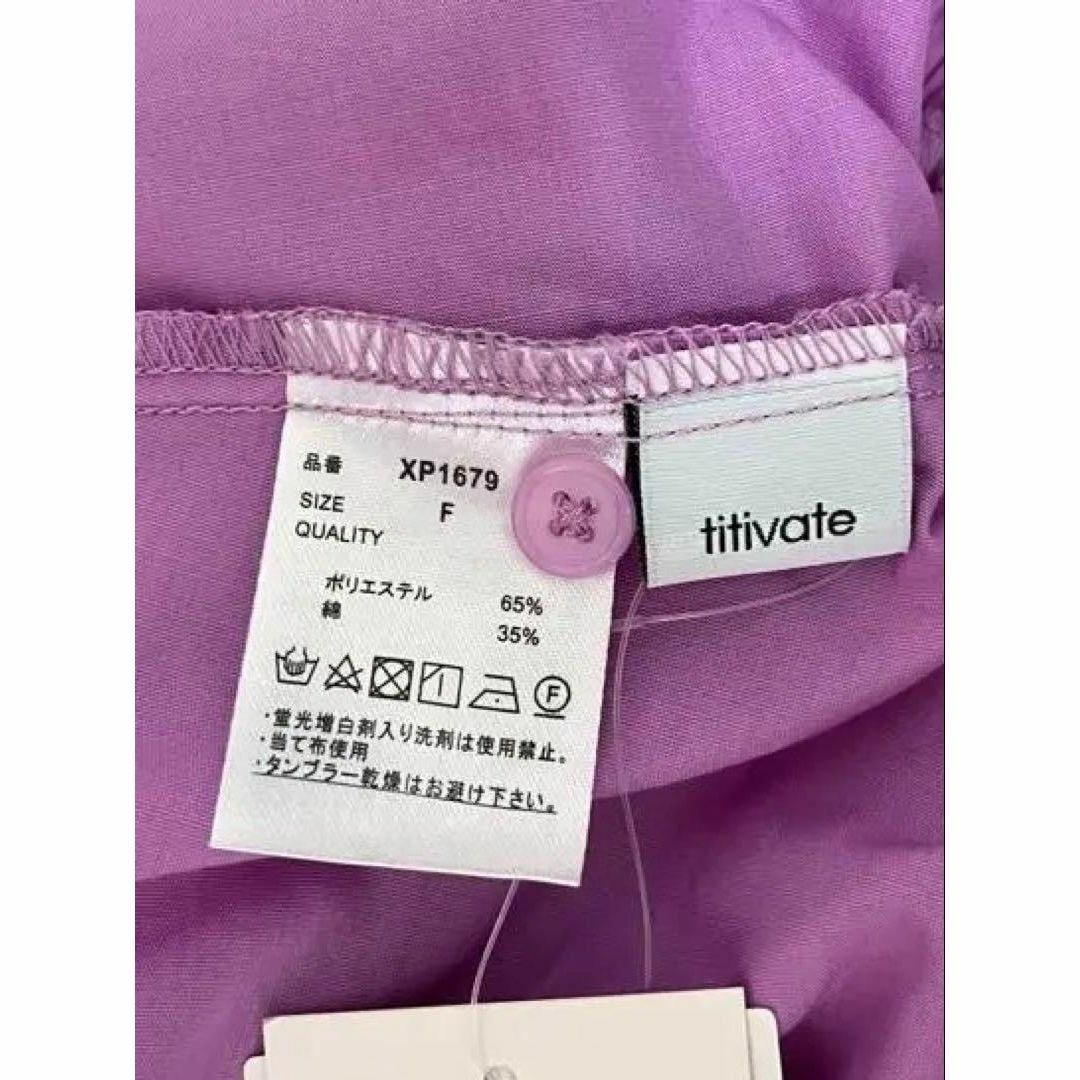 品番 XP1679
SIZE F
QUALITY
ポリエステル 65%
綿 35%
F
・蛍光増白剤入り洗剤は使用禁止。
・当て布使用
・タンブラー乾燥はお避け下さい。
titivate